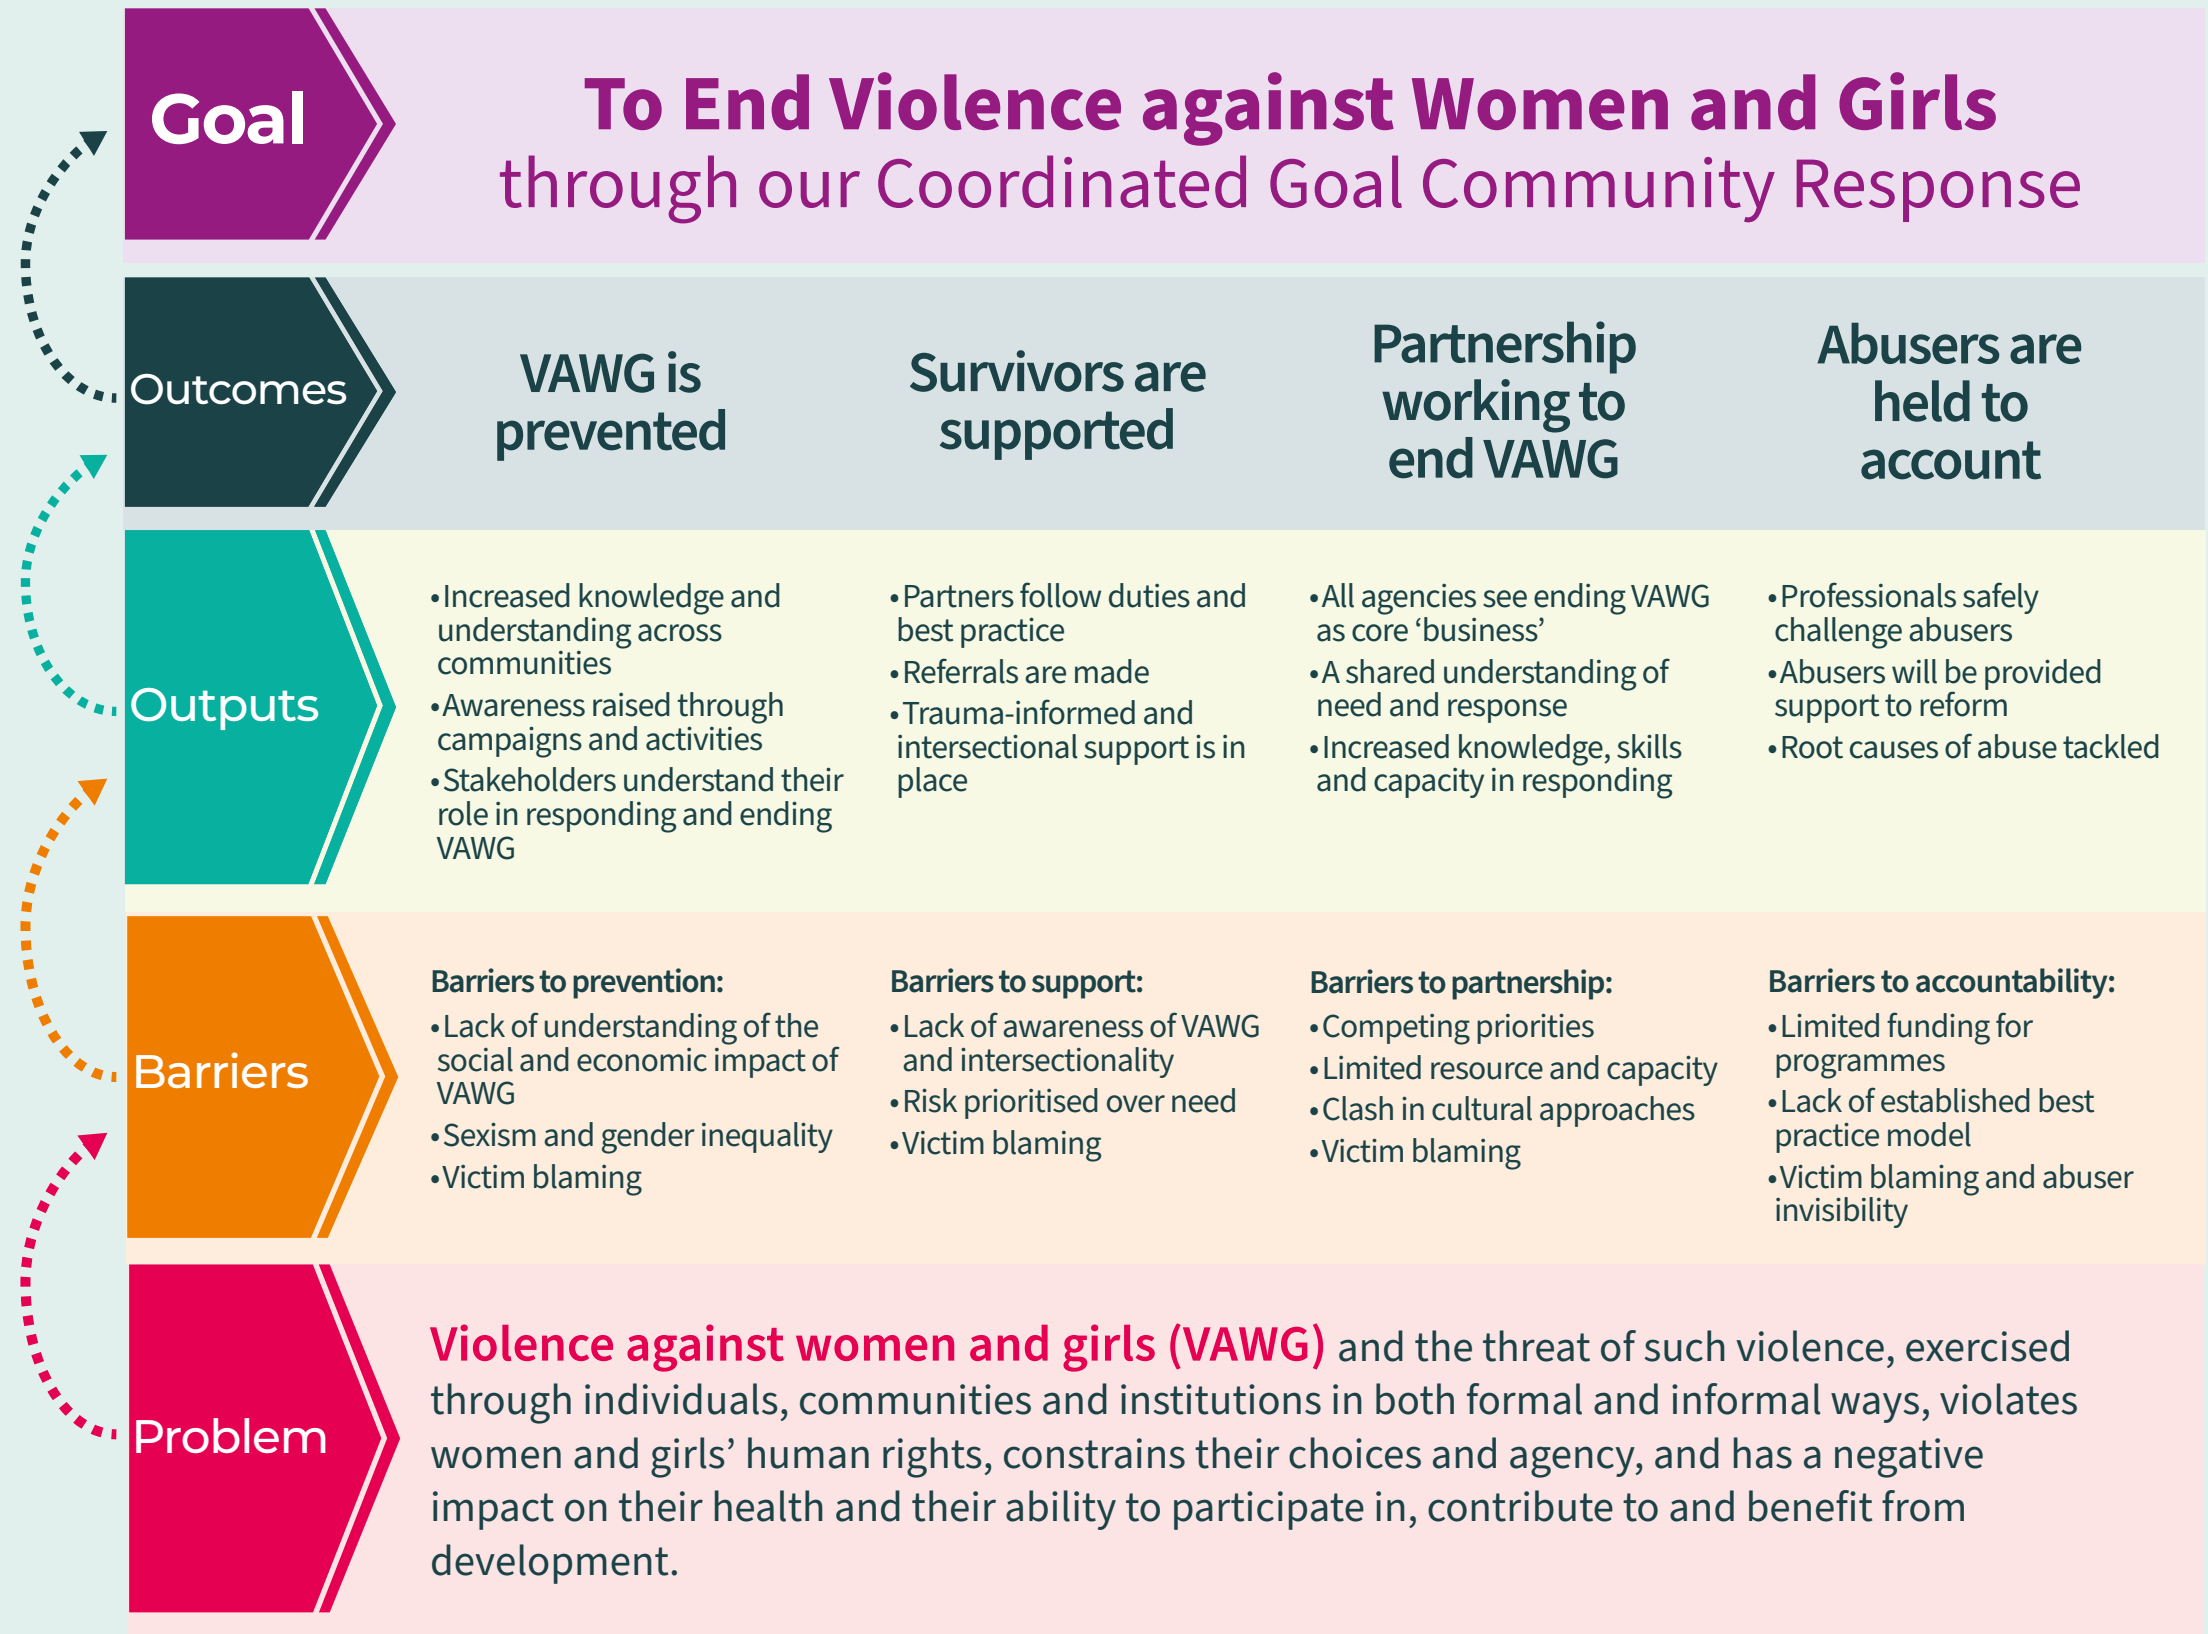 Goal
To End Violence against Women and Girls
through our Coordinated Goal Community Response
Outcomes
VAWG is
prevented
Survivors are
supported
Partnership
working to
end VAWG
Abusers are
held to
account
Outputs
•Increased knowledge and
understanding across
communities
•Awareness raised through
campaigns and activities
•Stakeholders understand their
role in responding and ending
VAWG
•Partners follow duties and
best practice
•Referrals are made
•Trauma-informed and
intersectional support is in
place
•All agencies see ending VAWG
as core ‘business’
•A shared understanding of
need and response
•Increased knowledge, skills
and capacity in responding
•Professionals safely
challenge abusers
•Abusers will be provided
support to reform
•Root causes of abuse tackled
Barriers
Barriers to prevention:
•Lack of understanding of the
social and economic impact of
VAWG
•Sexism and gender inequality
•Victim blaming
Barriers to support:
•Lack of awareness of VAWG
and intersectionality
•Risk prioritised over need
•Victim blaming
Barriers to partnership:
•Competing priorities
•Limited resource and capacity
•Clash in cultural approaches
•Victim blaming
Barriers to accountability:
•Limited funding for
programmes
•Lack of established best
practice model
•Victim blaming and abuser
invisibility
Problem
Violence against women and girls (VAWG) and the threat of such violence, exercised
through individuals, communities and institutions in both formal and informal ways, violates
women and girls’ human rights, constrains their choices and agency, and has a negative
impact on their health and their ability to participate in, contribute to and benefit from
development.